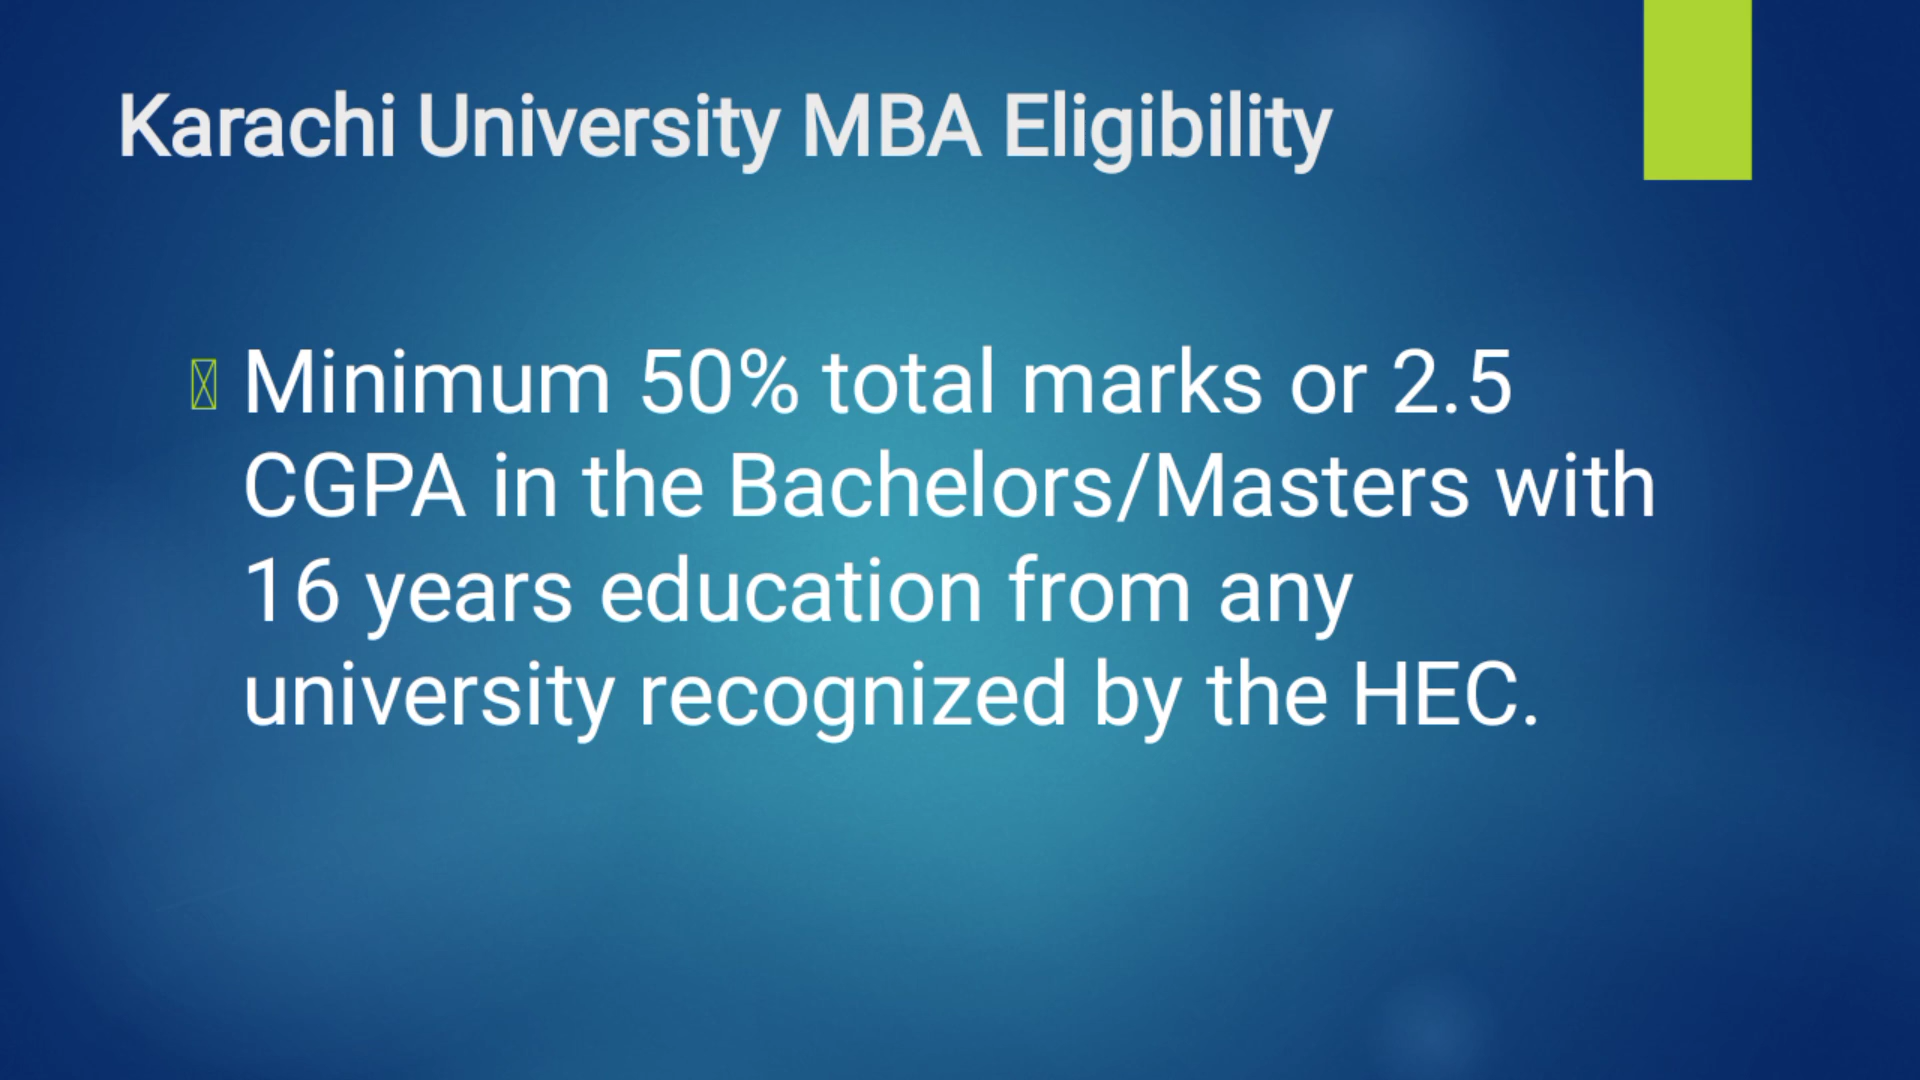 Karachi University MBA Eligibility
Minimum 50% total marks or 2.5
CGPA in the Bachelors/Masters with
16 years education from any
university recognized by the HEC.